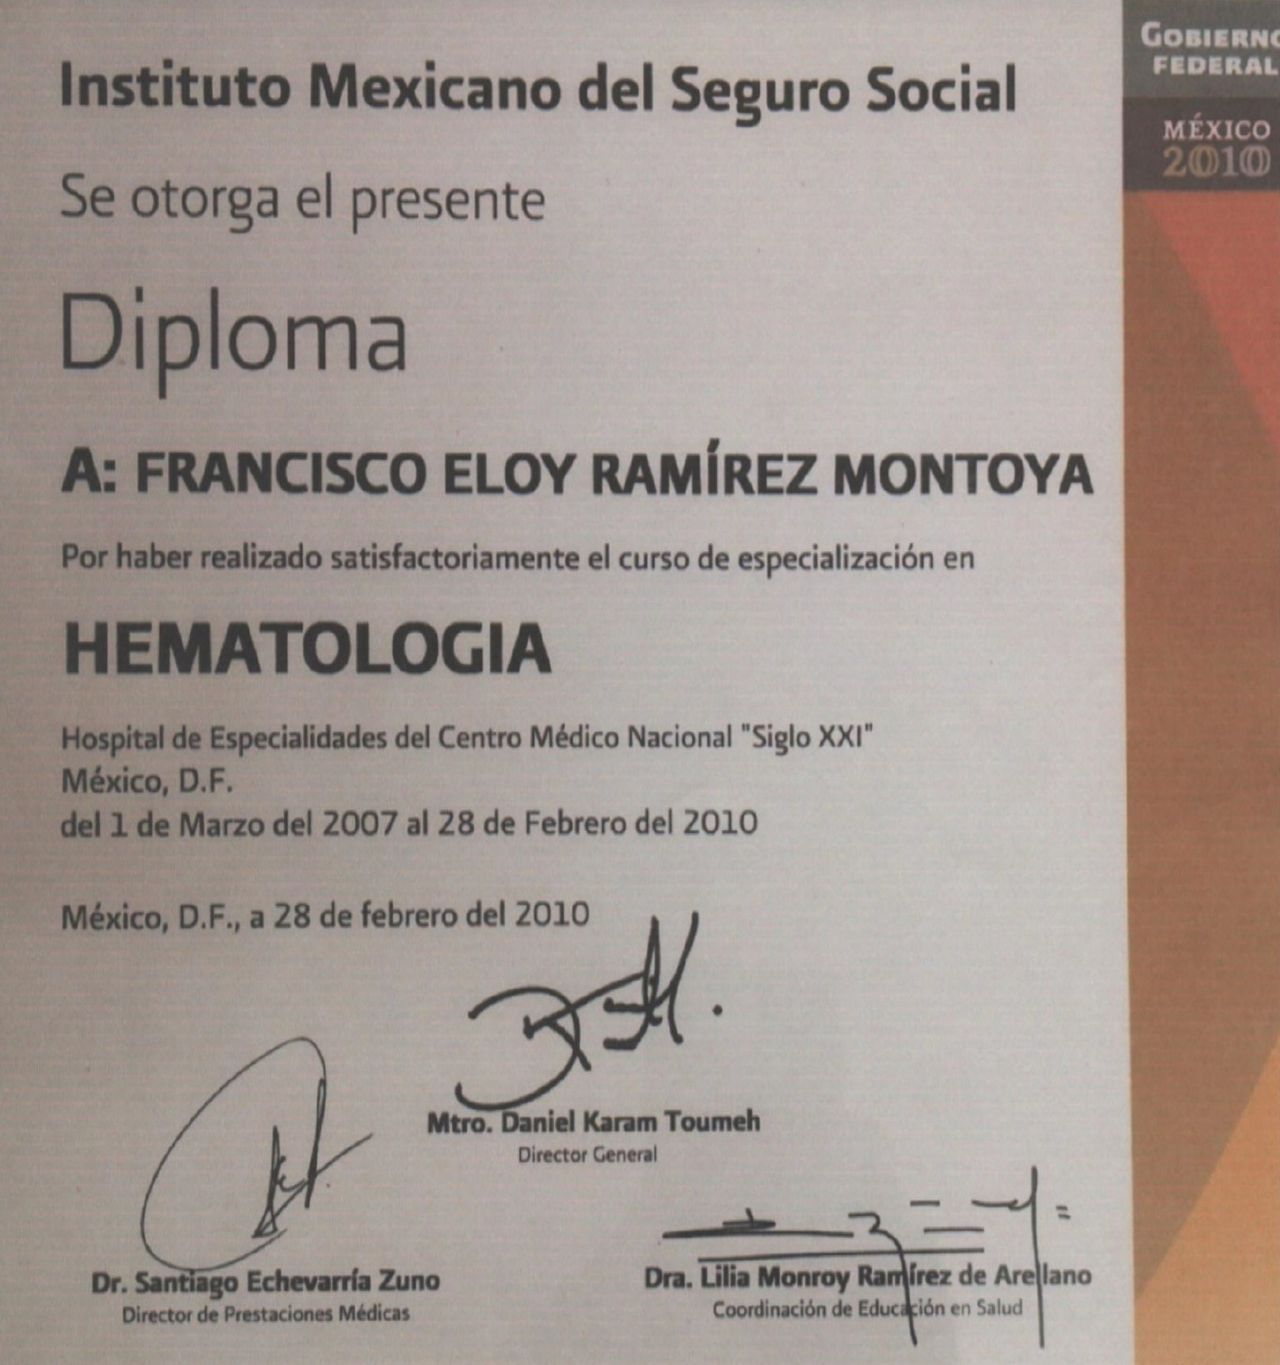 Instituto Mexicano del Seguro Social
GOBIERNO
FEDERAL
MÉXICO
2010
Se otorga el presente
Diploma
A: FRANCISCO ELOY RAMÍREZ MONTOYA
Por haber realizado satisfactoriamente el curso de especialización en
HEMATOLOGIA
Hospital de Especialidades del Centro Médico Nacional "Siglo XXI"
México, D.F.
del 1 de Marzo del 2007 al 28 de Febrero del 2010
México, D.F., a 28 de febrero del 2010
Mtro. Daniel Karam Toumeh
Director General
Dr. Santiago Echevarría Zuno
Director de Prestaciones Médicas
Dra. Lilia Monroy Ramírez de Arellano
Coordinación de Educación en Salud